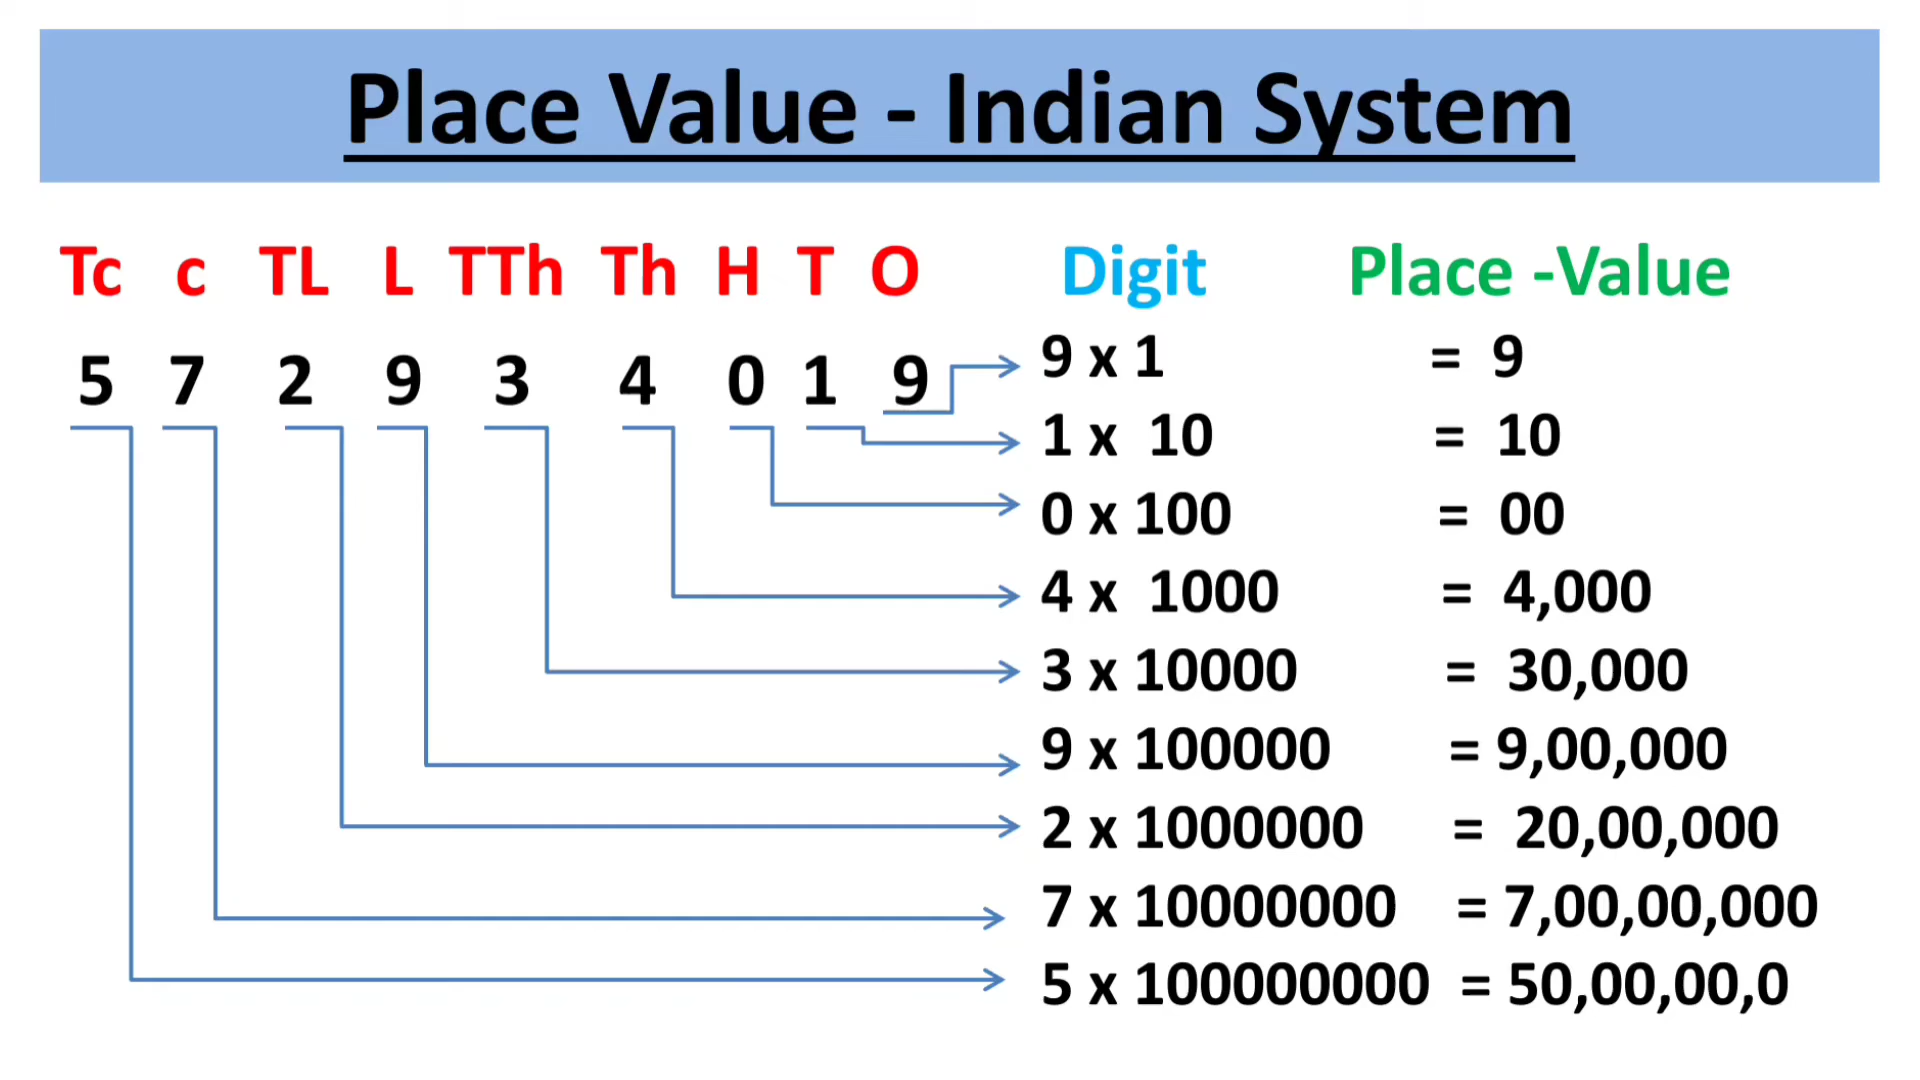 Place Value - Indian System
Tc c TL L TTh Th H T O Digit Place -Value
5 7 2 9 3 4 0 1 9
9 x 1 = 9
1 x 10 = 10
0 x 100 = 00
4 x 1000 = 4,000
3 x 10000 = 30,000
9 x 100000 = 9,00,000
2 x 1000000 = 20,00,000
7 x 10000000 = 7,00,00,000
5 x 100000000 = 50,00,00,0